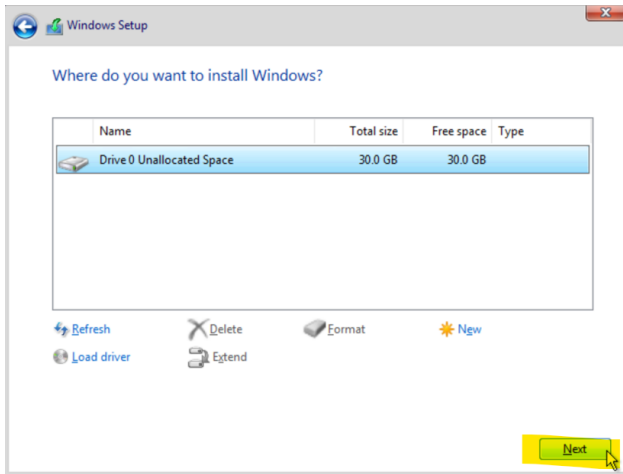 Windows Setup
Where do you want to install Windows?
Name Total size Free space Type
Drive 0 Unallocated Space 30.0 GB 30.0 GB
Refresh Delete Format New
Load driver Extend
Next